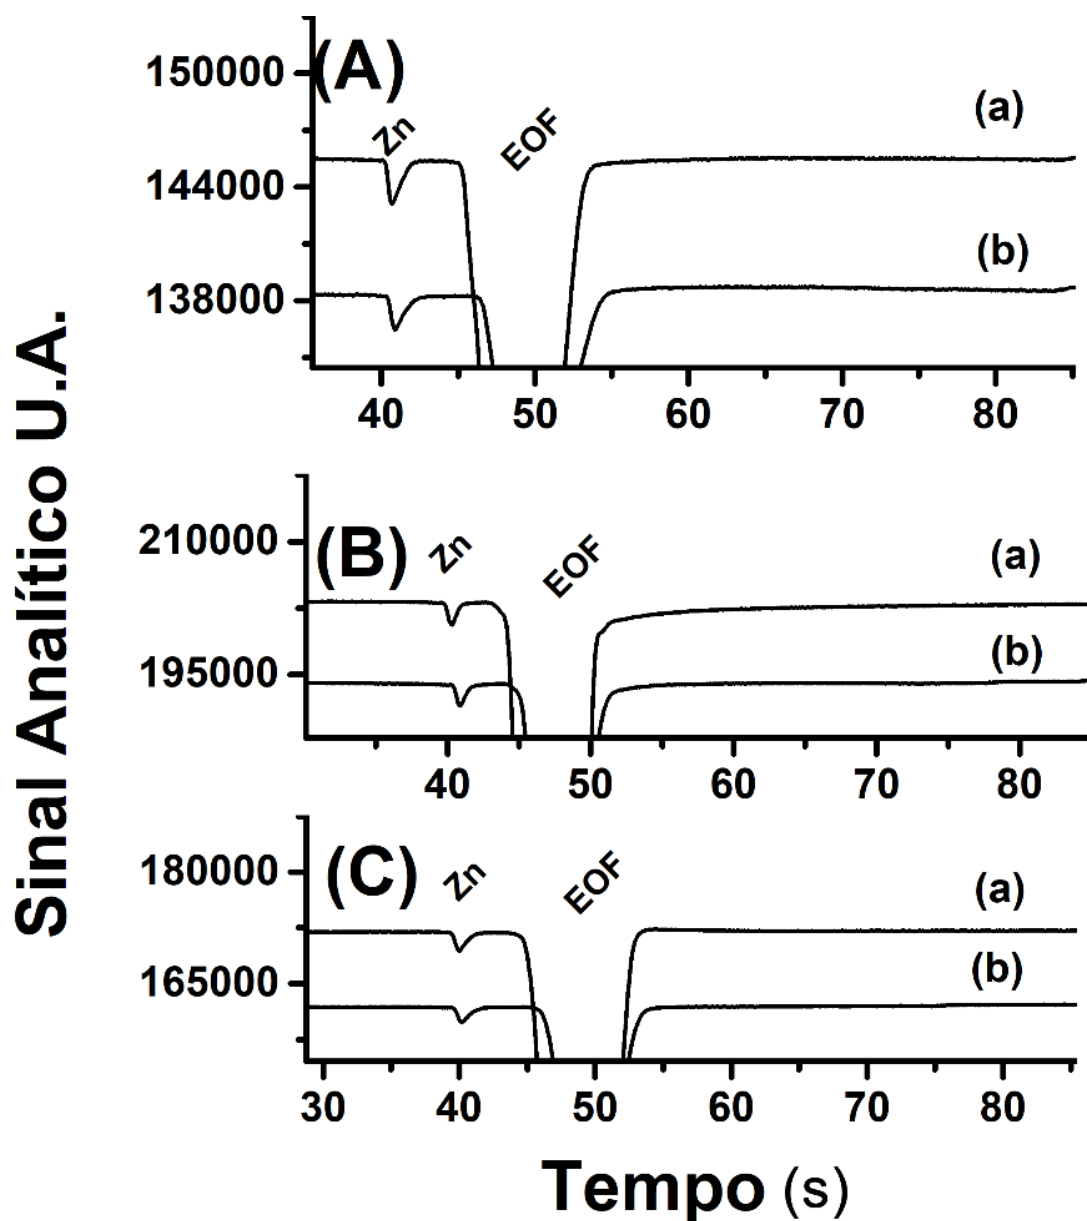 Sinal Analítico U.A.
(A)
150000
144000
138000
Zn
EOF
(a)
(b)
40 50 60 70 80
(B)
210000
195000
Zn
EOF
(a)
(b)
40 50 60 70 80
(C)
180000
165000
Zn
EOF
(a)
(b)
30 40 50 60 70 80
Tempo (s)